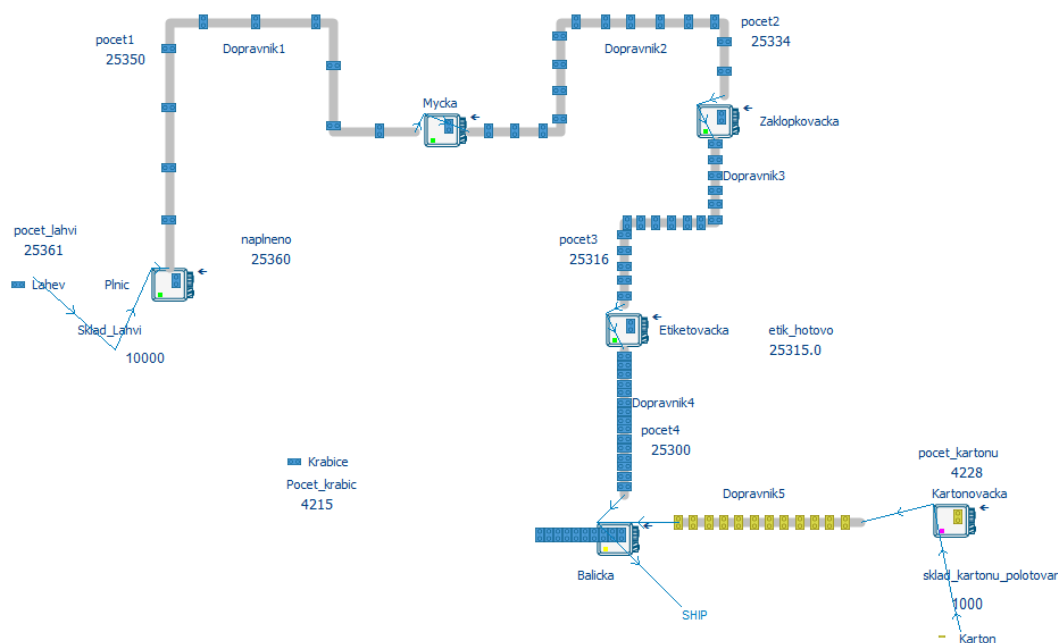 pocet1
25350
Dopravnik1
Dopravnik2
pocet2
25334
Mycka
Zaklopkovacka
Dopravnik3
pocet_lahvi
25361
naplneno
25360
pocet3
25316
Lahev
Plnic
Sklad_Lahvi
10000
Etiketovacka
etik_hotovo
25315.0
Dopravnik4
pocet4
25300
Krabice
Pocet_krabic
4215
pocet_kartonu
4228
Dopravnik5
Kartonovacka
Balicka
sklad_kartonu_polotovar
1000
SHIP
Karton